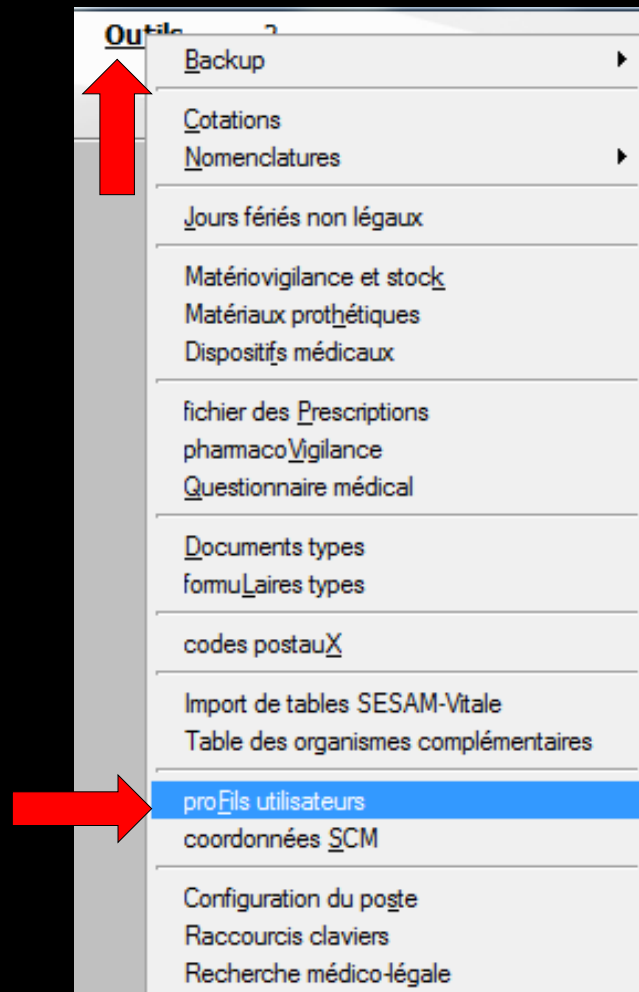 Outils ?
Backup
Cotations
Nomenclatures
Jours fériés non légaux
Matériovigilance et stock
Matériaux prothétiques
Dispositifs médicaux
fichier des Prescriptions
pharmacoVigilance
Questionnaire médical
Documents types
formuLaires types
codes postauX
Import de tables SESAM-Vitale
Table des organismes complémentaires
proFils utilisateurs
coordonnées SCM
Configuration du poste
Raccourcis claviers
Recherche médico-légale